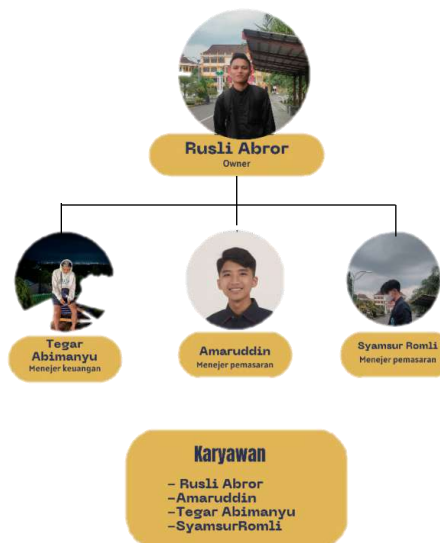 Rusli Abror
Owner
Tegar
Abimanyu
Menejer keuangan
Amaruddin
Menejer pemasaran
Syamsur Romli
Menejer pemasaran
Karyawan
- Rusli Abror
-Amaruddin
-Tegar Abimanyu
-SyamsurRomli